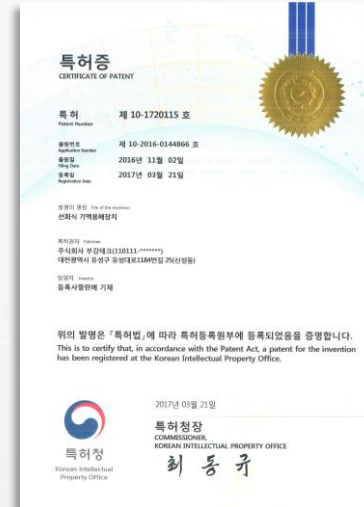 특허증
CERTIFICATE OF PATENT
특 허 제 10-1720115 호
Patent Number
출원번호 제 10-2016-0144866 호
Application Number
출원일 2016년 11월 02일
Filing Date
등록일 2017년 03월 21일
Registration Date
발명의 명칭 Title of the Invention
선회식 가역용해장치
특허권자 Patentee
주식회사 부강테크(110111-*******)
대전광역시 유성구 유성대로1184번길 25(신성동)
발명자 Inventor
등록사항란에 기재
위의 발명은 「특허법」에 따라 특허등록원부에 등록되었음을 증명합니다.
This is to certify that, in accordance with the Patent Act, a patent for the invention
has been registered at the Korean Intellectual Property Office.
2017년 03월 21일
특허청장
COMMISSIONER,
KOREAN INTELLECTUAL PROPERTY OFFICE
최동규
특허청
Korean Intellectual
Property Office